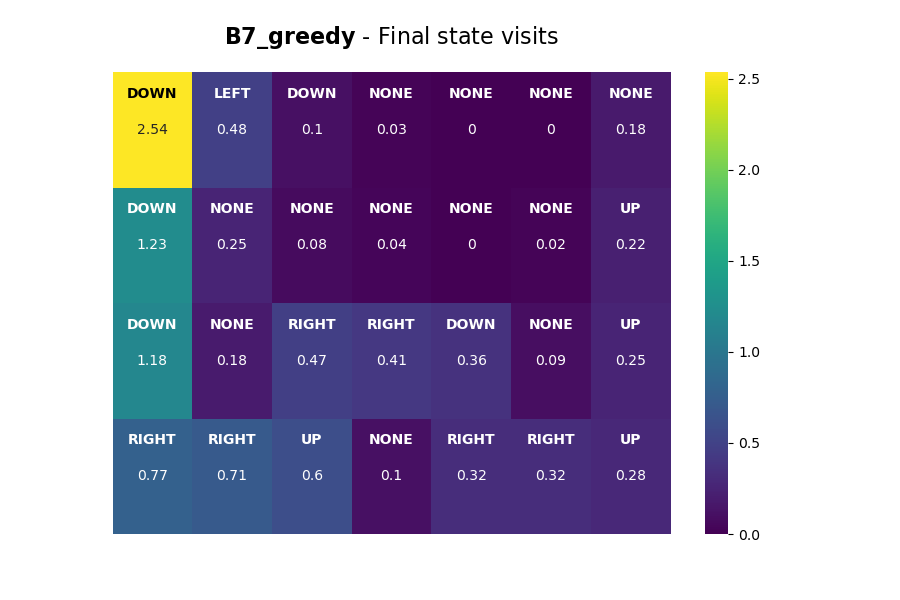 B7_greedy - Final state visits
DOWN LEFT DOWN NONE NONE NONE NONE
2.54 0.48 0.1 0.03 0 0 0.18
DOWN NONE NONE NONE NONE NONE UP
1.23 0.25 0.08 0.04 0 0.02 0.22
DOWN NONE RIGHT RIGHT DOWN NONE UP
1.18 0.18 0.47 0.41 0.36 0.09 0.25
RIGHT RIGHT UP NONE RIGHT RIGHT UP
0.77 0.71 0.6 0.1 0.32 0.32 0.28
2.5
2.0
1.5
1.0
0.5
0.0